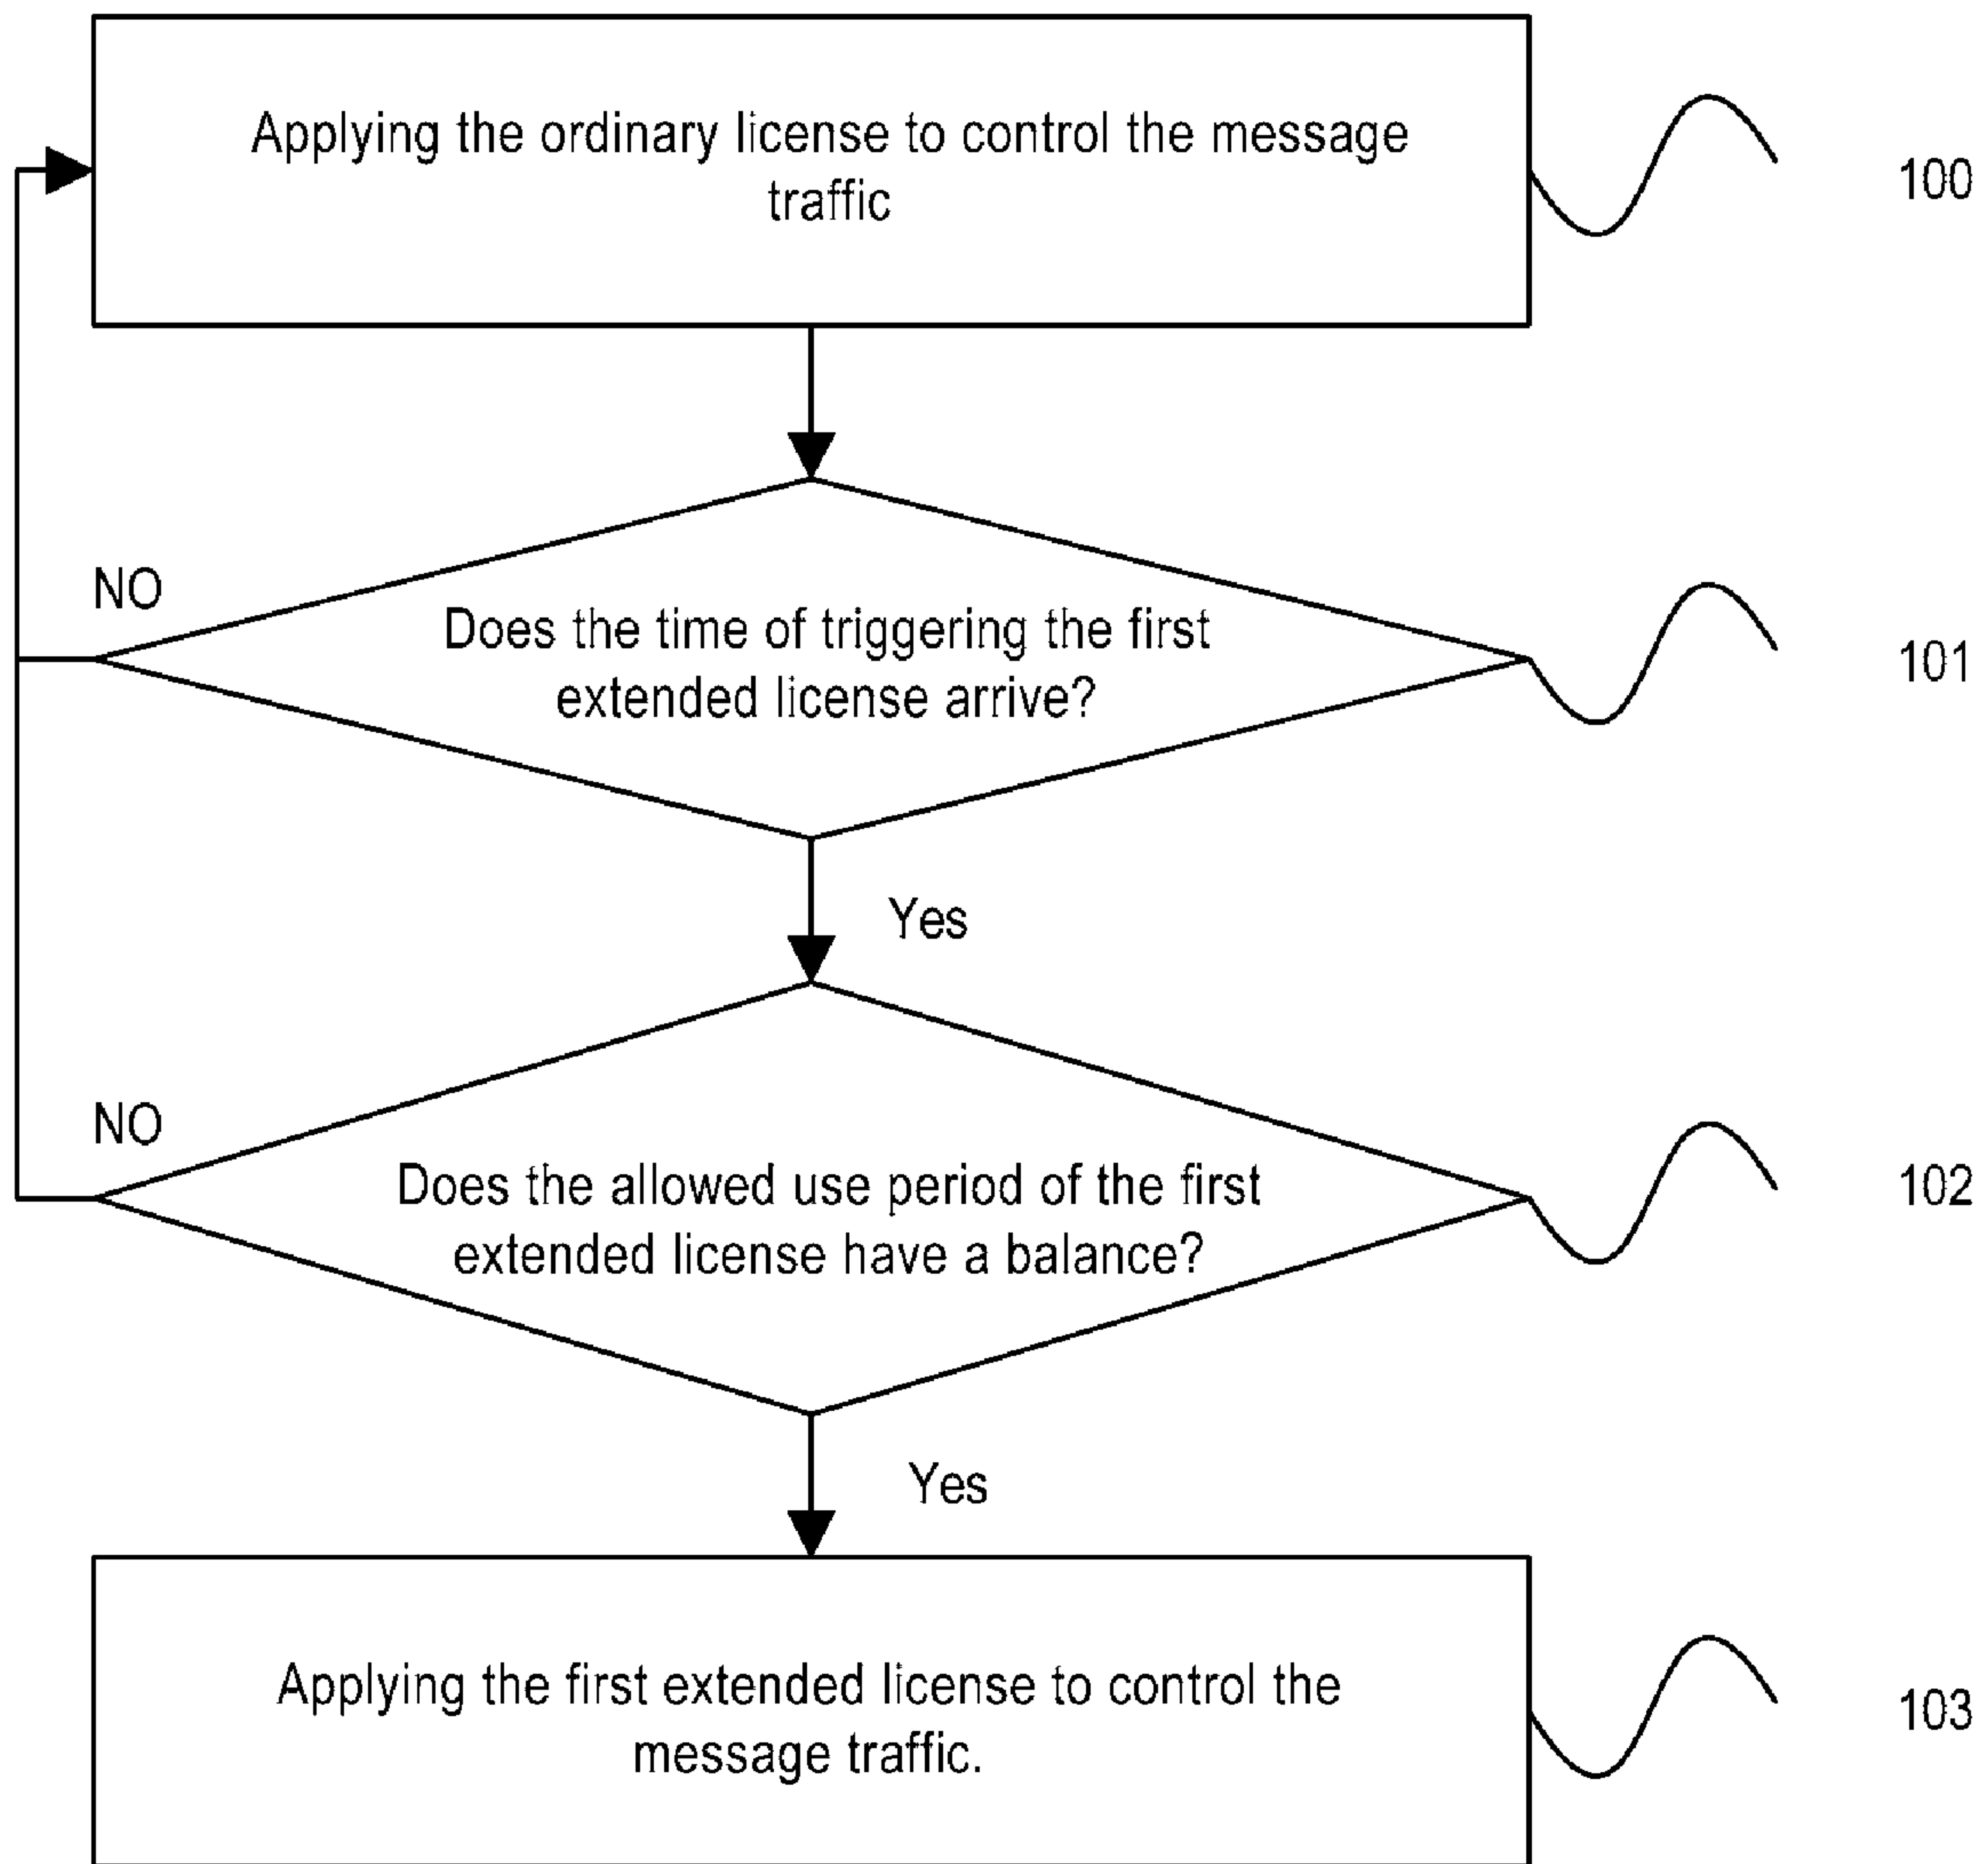 Applying the ordinary license to control the message
traffic
100
NO
Does the time of triggering the first
extended license arrive?
101
Yes
NO
Does the allowed use period of the first
extended license have a balance?
102
Yes
Applying the first extended license to control the
message traffic.
103